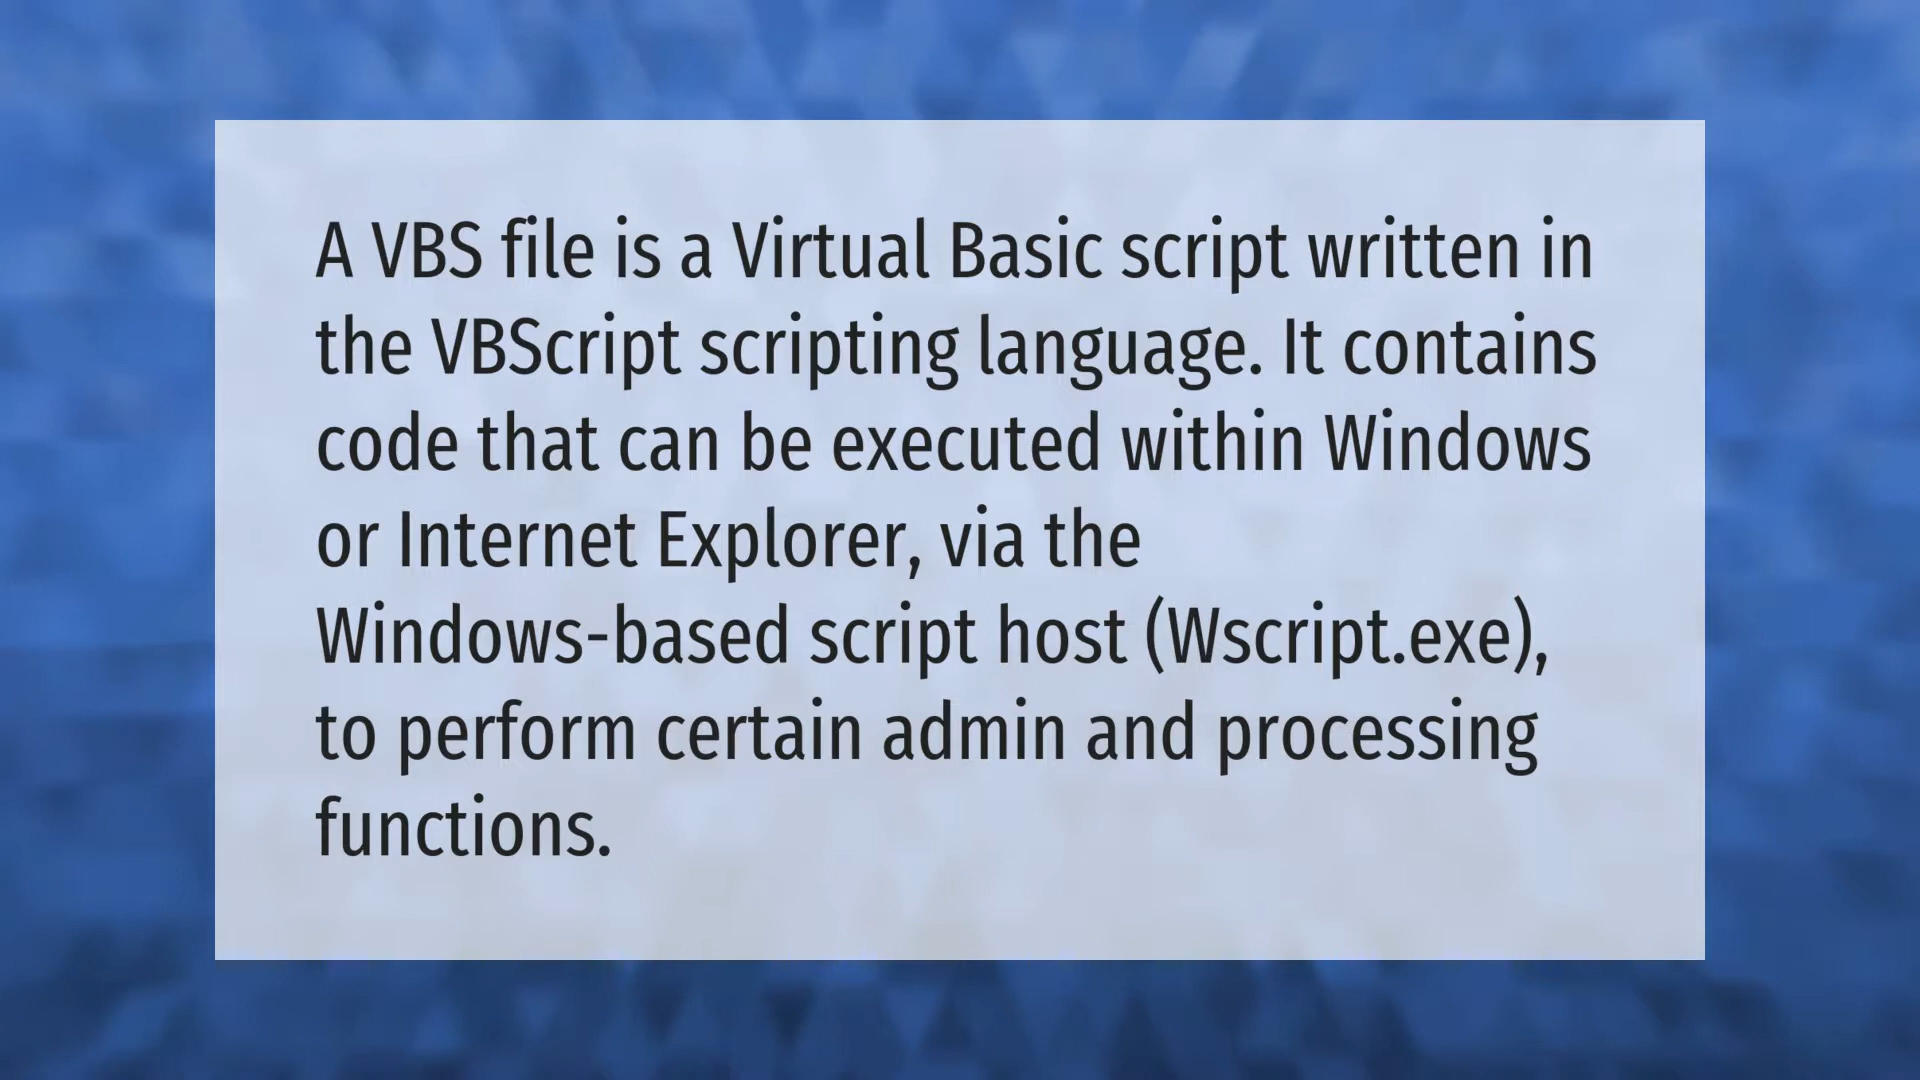 A VBS file is a Virtual Basic script written in
the VBScript scripting language. It contains
code that can be executed within Windows
or Internet Explorer, via the
Windows-based script host (Wscript.exe),
to perform certain admin and processing
functions.